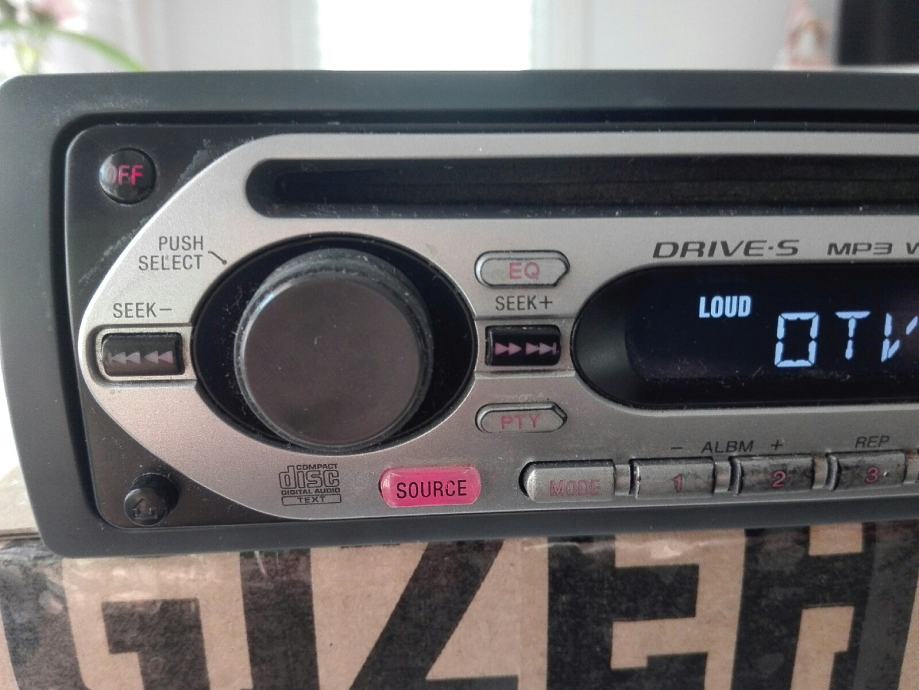 OFF
PUSH
SELECT
SEEK−
EQ
SEEK+
PTY
DRIVE·S MP3
LOUD
− ALBM +
REP
COMPACT
disc
DIGITAL AUDIO
TEXT
SOURCE
MODE
1
2
3